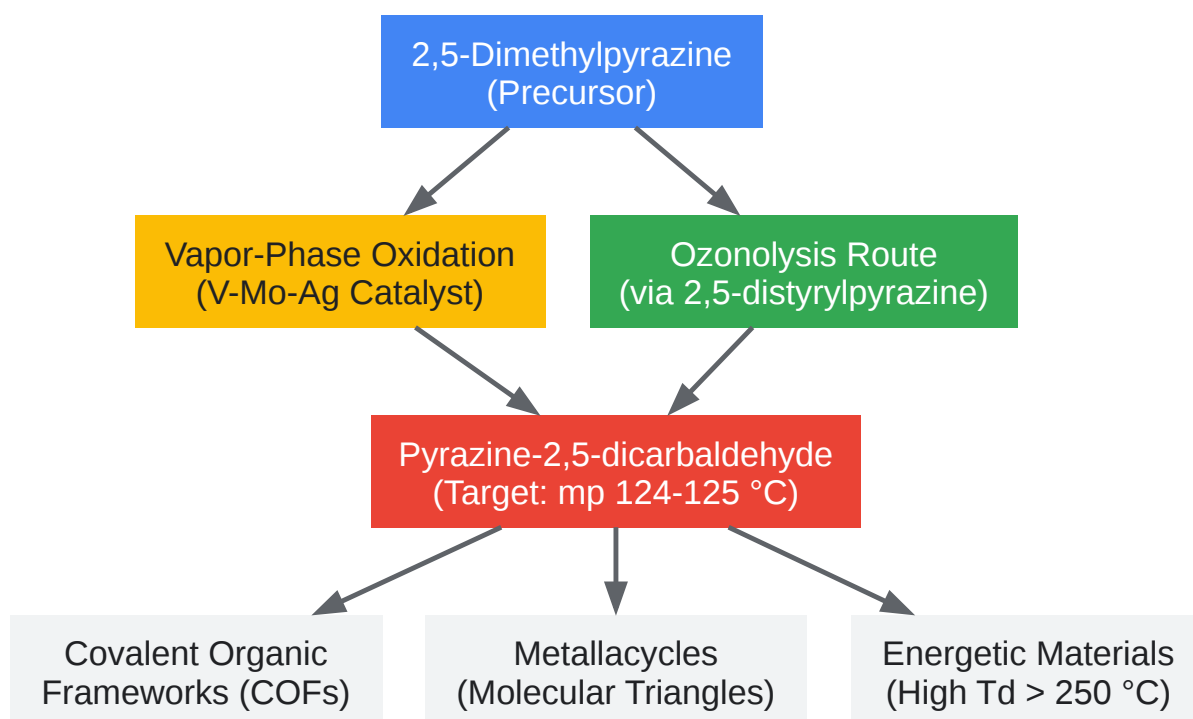 2,5-Dimethylpyrazine
(Precursor)
Vapor-Phase Oxidation
(V-Mo-Ag Catalyst)
Ozonolysis Route
(via 2,5-distyrylpyrazine)
Pyrazine-2,5-dicarbaldehyde
(Target: mp 124-125 °C)
Covalent Organic
Frameworks (COFs)
Metallacycles
(Molecular Triangles)
Energetic Materials
(High Td > 250 °C)